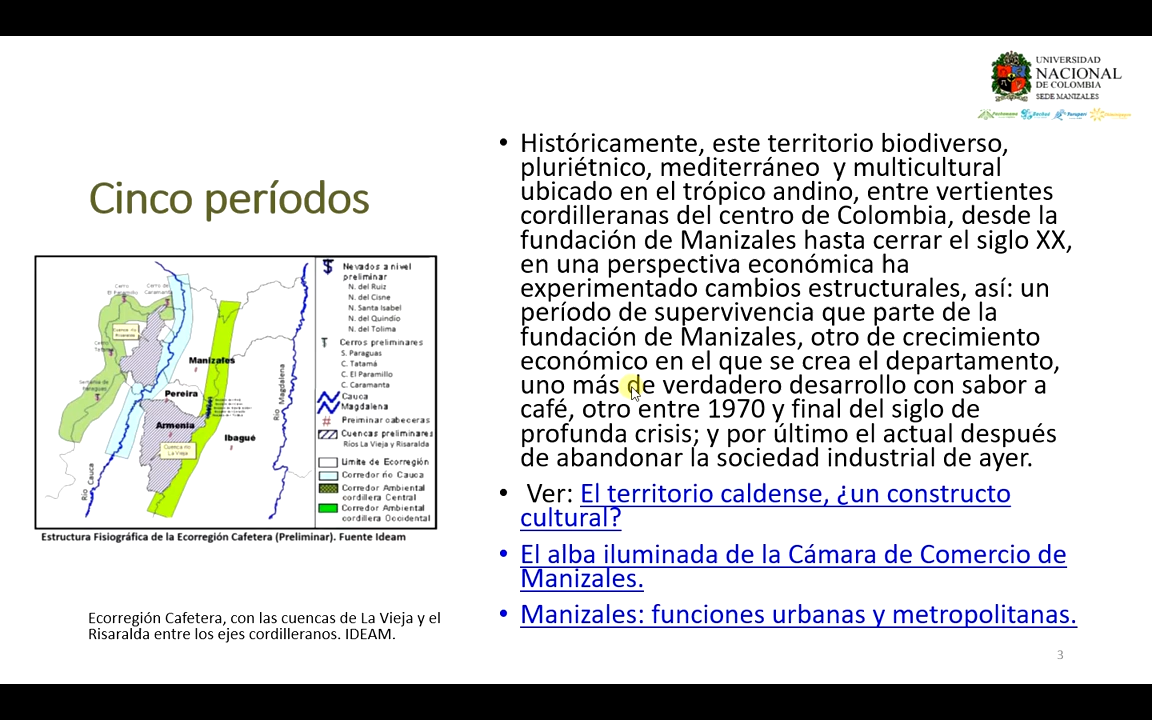 UNIVERSIDAD
NACIONAL
DE COLOMBIA
SEDE MANIZALES
Cinco períodos
• Históricamente, este territorio biodiverso,
pluriétnico, mediterráneo y multicultural
ubicado en el trópico andino, entre vertientes
cordilleranas del centro de Colombia, desde la
fundación de Manizales hasta cerrar el siglo XX,
en una perspectiva económica ha
experimentado cambios estructurales, así: un
período de supervivencia que parte de la
fundación de Manizales, otro de crecimiento
económico en el que se crea el departamento,
uno más de verdadero desarrollo con sabor a
café, otro entre 1970 y final del siglo de
profunda crisis; y por último el actual después
de abandonar la sociedad industrial de ayer.
• Ver: El territorio caldense, ¿un constructo
cultural?
• El alba iluminada de la Cámara de Comercio de
Manizales.
• Manizales: funciones urbanas y metropolitanas.
Manizales
Pereira
Armenia
Ibagué
Río Cauca
Río Magdalena
Nevados a nivel
preliminar
N. del Ruiz
N. del Cisne
N. Santa Isabel
N. del Quindio
N. del Tolima
Cerros preliminares
S. Paraguas
C. Tatamá
C. El Paramillo
C. Caramanta
Cauca
Magdalena
Preiminar cabeceras
Cuencas preliminares
Ríos La Vieja y Risaralda
Límite de Ecorregión
Corredor río Cauca
Corredor Ambiental
cordillera Central
Corredor Ambiental
cordillera Occidental
Estructura Fisiográfica de la Ecorregión Cafetera (Preliminar). Fuente Ideam
Ecorregión Cafetera, con las cuencas de La Vieja y el
Risaralda entre los ejes cordilleranos. IDEAM.
3